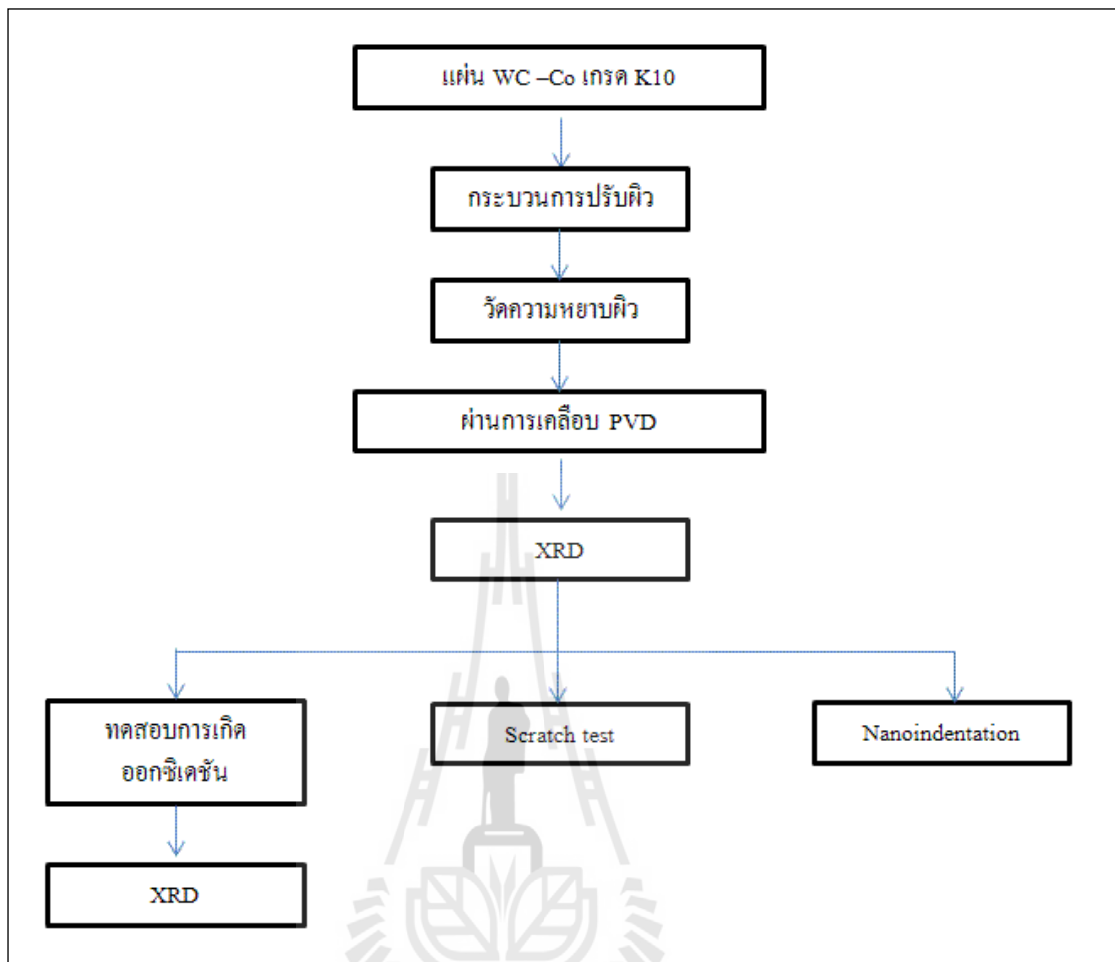 แผ่น WC –Co เกรด K10
กระบวนการปรับผิว
วัดความหยาบผิว
ผ่านการเคลือบ PVD
XRD
ทดสอบการเกิด
ออกซิเดชัน
Scratch test
Nanoindentation
XRD